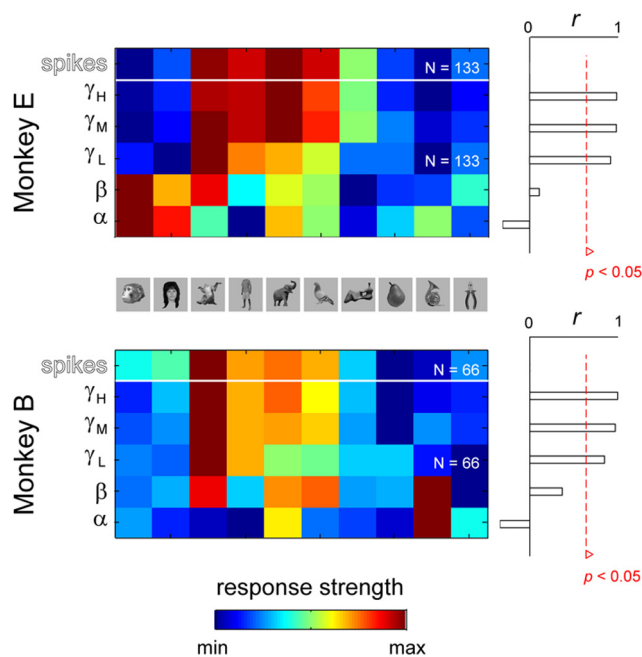 r
0 1
Monkey E
spikes
N = 133
γH
γM
γL
N = 133
β
α
p < 0.05
r
0 1
Monkey B
spikes
N = 66
γH
γM
γL
N = 66
β
α
p < 0.05
response strength
min max